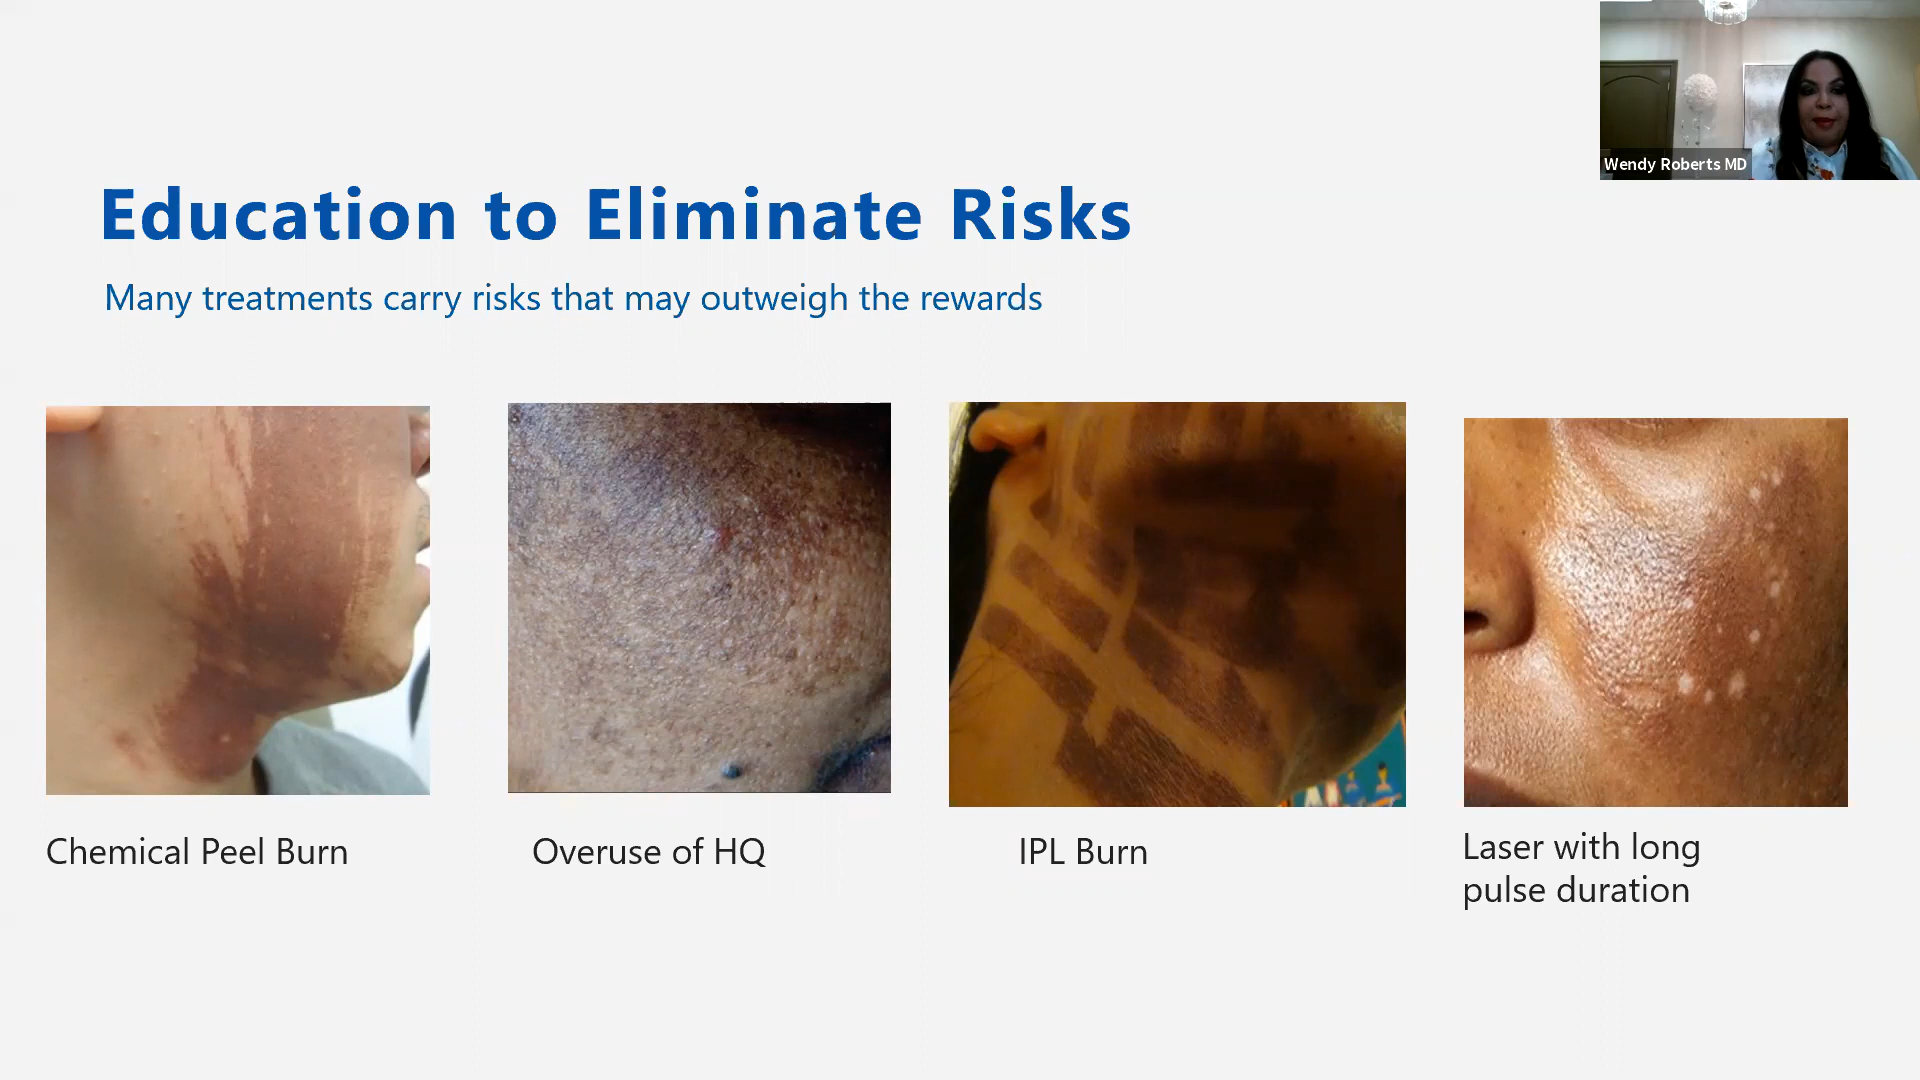 Wendy Roberts MD
Education to Eliminate Risks
Many treatments carry risks that may outweigh the rewards
Chemical Peel Burn
Overuse of HQ
IPL Burn
Laser with long
pulse duration